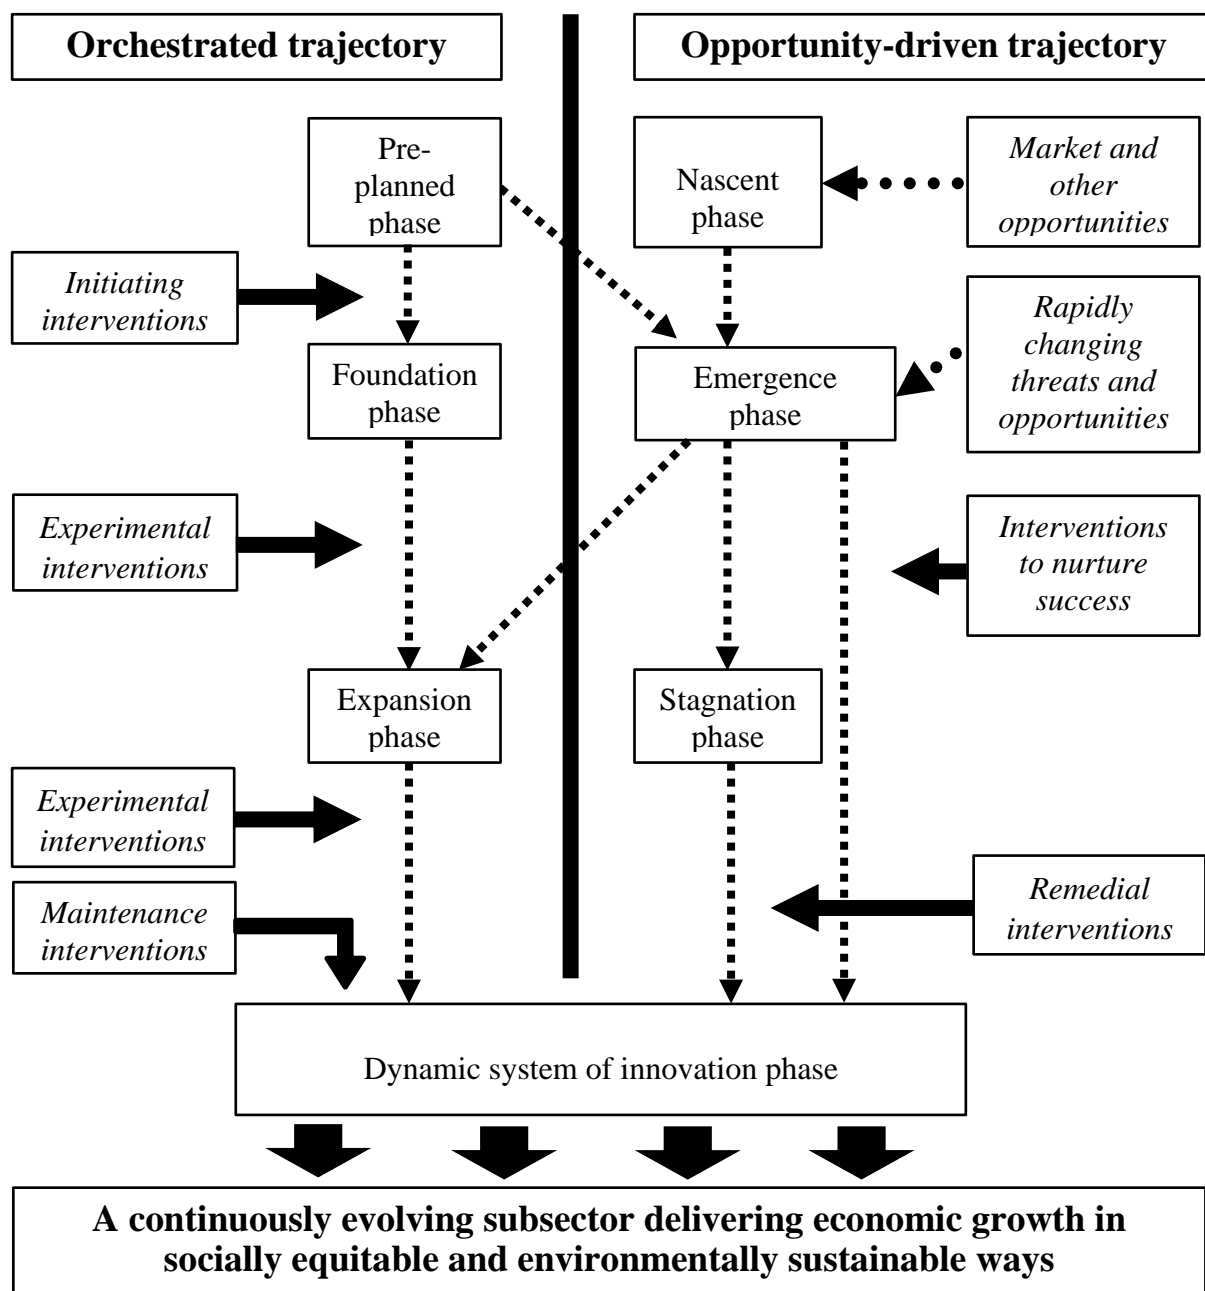 Orchestrated trajectory
Opportunity-driven trajectory
Pre-
planned
phase
Nascent
phase
Market and
other
opportunities
Initiating
interventions
Rapidly
changing
threats and
opportunities
Foundation
phase
Emergence
phase
Experimental
interventions
Interventions
to nurture
success
Expansion
phase
Stagnation
phase
Experimental
interventions
Maintenance
interventions
Remedial
interventions
Dynamic system of innovation phase
A continuously evolving subsector delivering economic growth in
socially equitable and environmentally sustainable ways